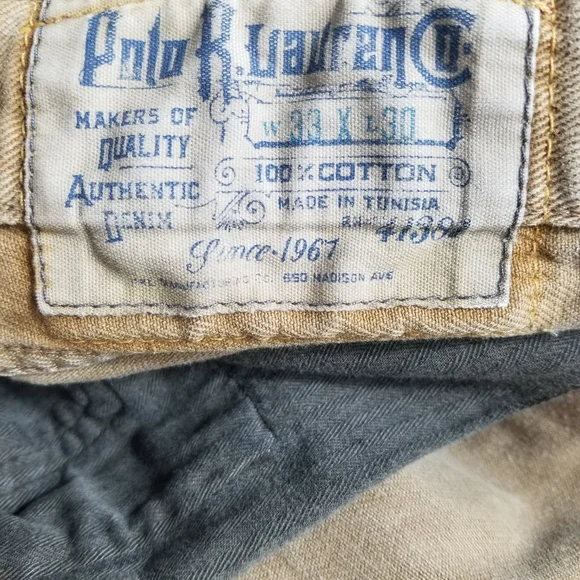 Polo R. Lauren Co.
W 33 X L 30
MAKERS OF
QUALITY
AUTHENTIC
DENIM
100% COTTON
MADE IN TUNISIA
Since 1967
650 MADISON AVE